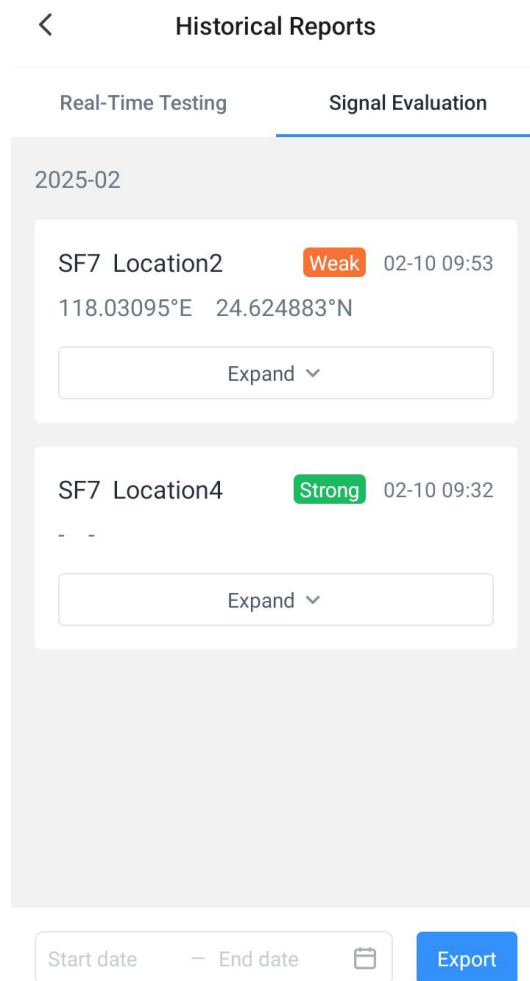 Historical Reports
Real-Time Testing Signal Evaluation
2025-02
SF7 Location2 Weak 02-10 09:53
118.03095°E 24.624883°N
Expand
SF7 Location4 Strong 02-10 09:32
- -
Expand
Start date – End date Export